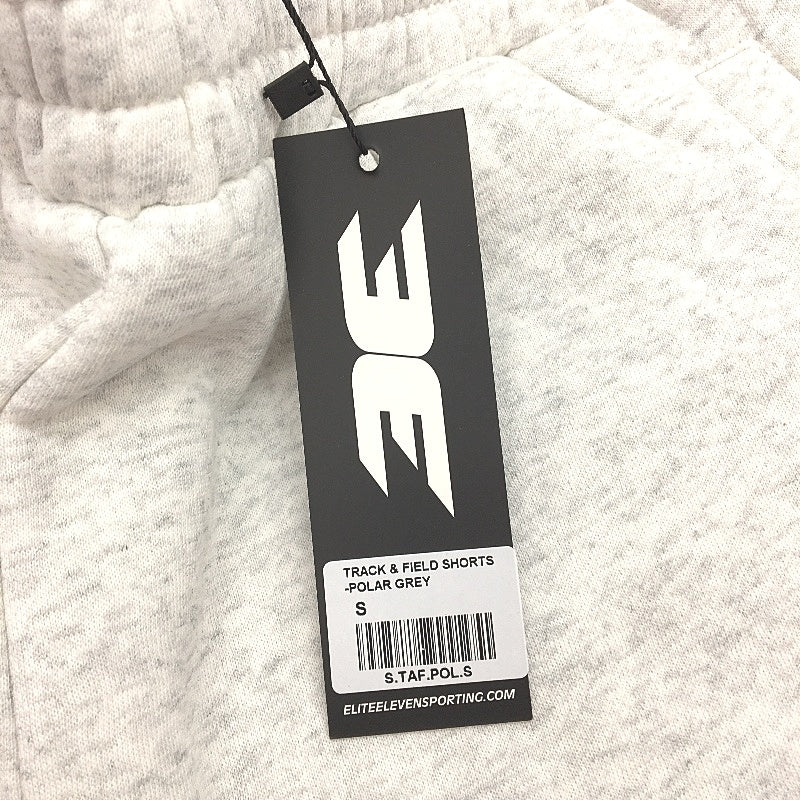 TRACK & FIELD SHORTS
-POLAR GREY
S
S.TAF.POL.S
ELITEELEVENSPORTING.COM